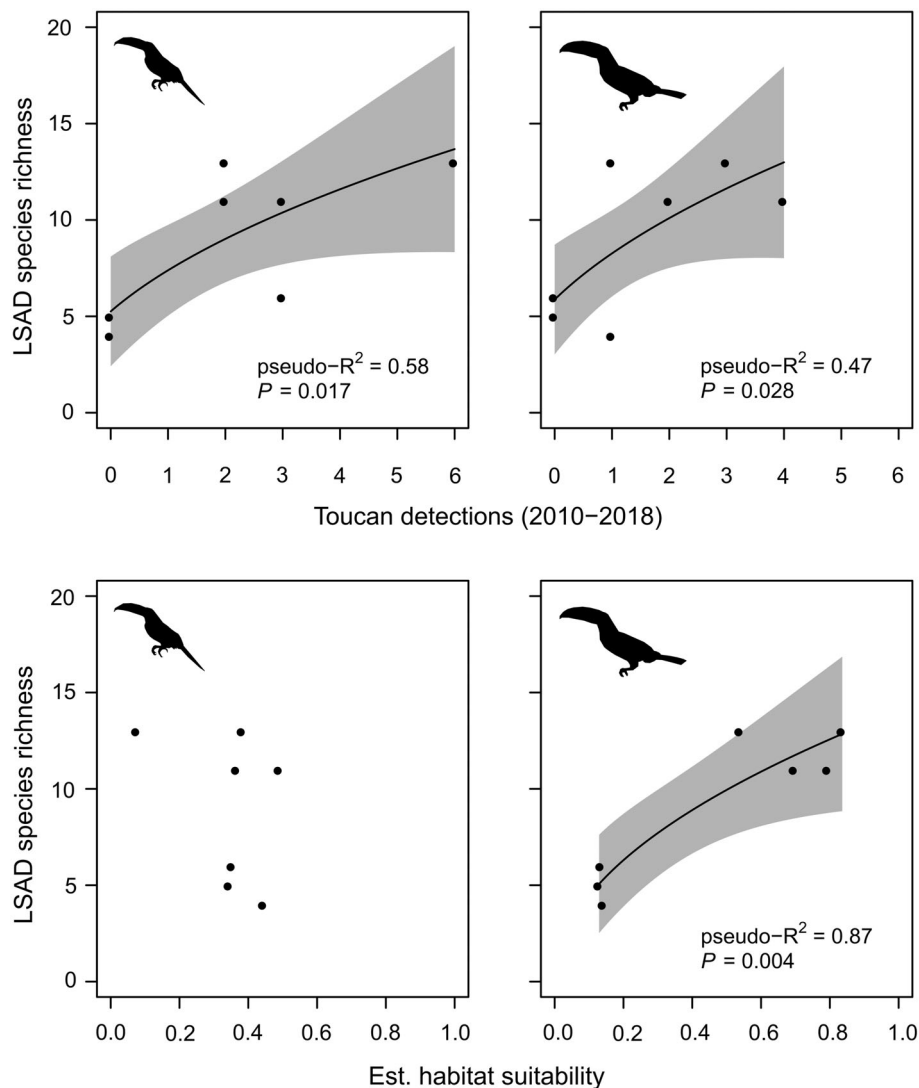 20
15
10
5
0
LSAD species richness
pseudo−R² = 0.58
P = 0.017
pseudo−R² = 0.47
P = 0.028
0 1 2 3 4 5 6
0 1 2 3 4 5 6
Toucan detections (2010−2018)
20
15
10
5
0
LSAD species richness
pseudo−R² = 0.87
P = 0.004
0.0 0.2 0.4 0.6 0.8 1.0
0.0 0.2 0.4 0.6 0.8 1.0
Est. habitat suitability